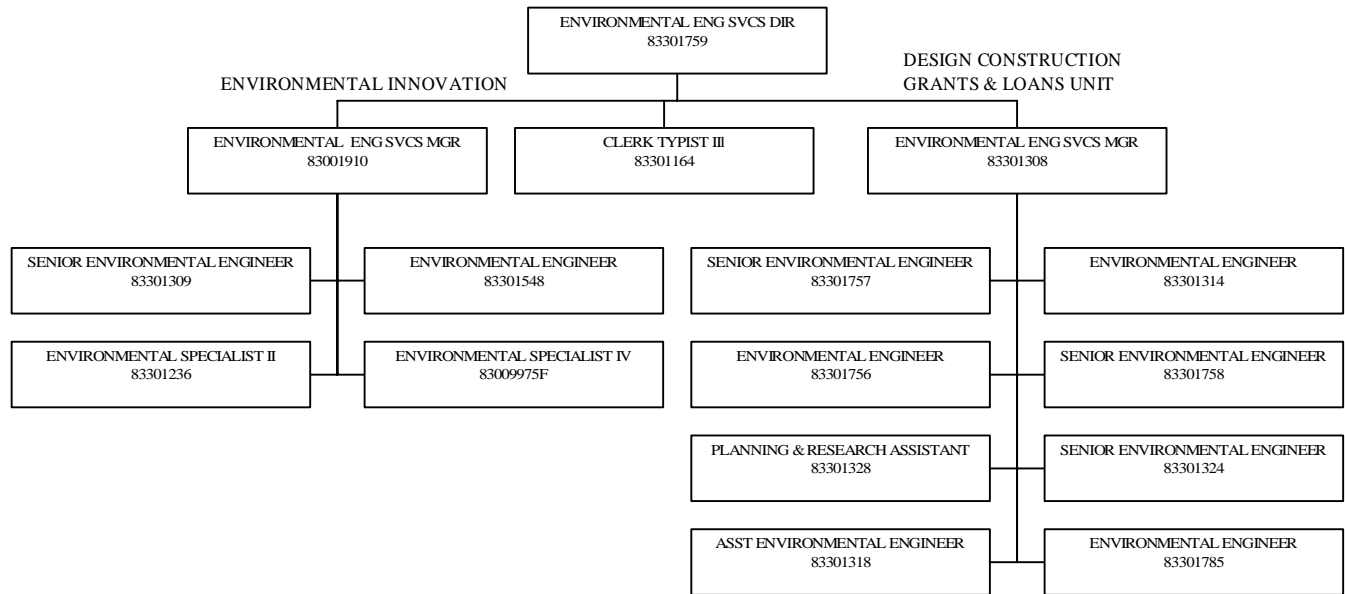 ENVIRONMENTAL ENG SVCS DIR
83301759
ENVIRONMENTAL INNOVATION
DESIGN CONSTRUCTION
GRANTS & LOANS UNIT
ENVIRONMENTAL ENG SVCS MGR
83001910
CLERK TYPIST III
83301164
ENVIRONMENTAL ENG SVCS MGR
83301308
SENIOR ENVIRONMENTAL ENGINEER
83301309
ENVIRONMENTAL ENGINEER
83301548
SENIOR ENVIRONMENTAL ENGINEER
83301757
ENVIRONMENTAL ENGINEER
83301314
ENVIRONMENTAL SPECIALIST II
83301236
ENVIRONMENTAL SPECIALIST IV
83009975F
ENVIRONMENTAL ENGINEER
83301756
SENIOR ENVIRONMENTAL ENGINEER
83301758
PLANNING & RESEARCH ASSISTANT
83301328
SENIOR ENVIRONMENTAL ENGINEER
83301324
ASST ENVIRONMENTAL ENGINEER
83301318
ENVIRONMENTAL ENGINEER
83301785